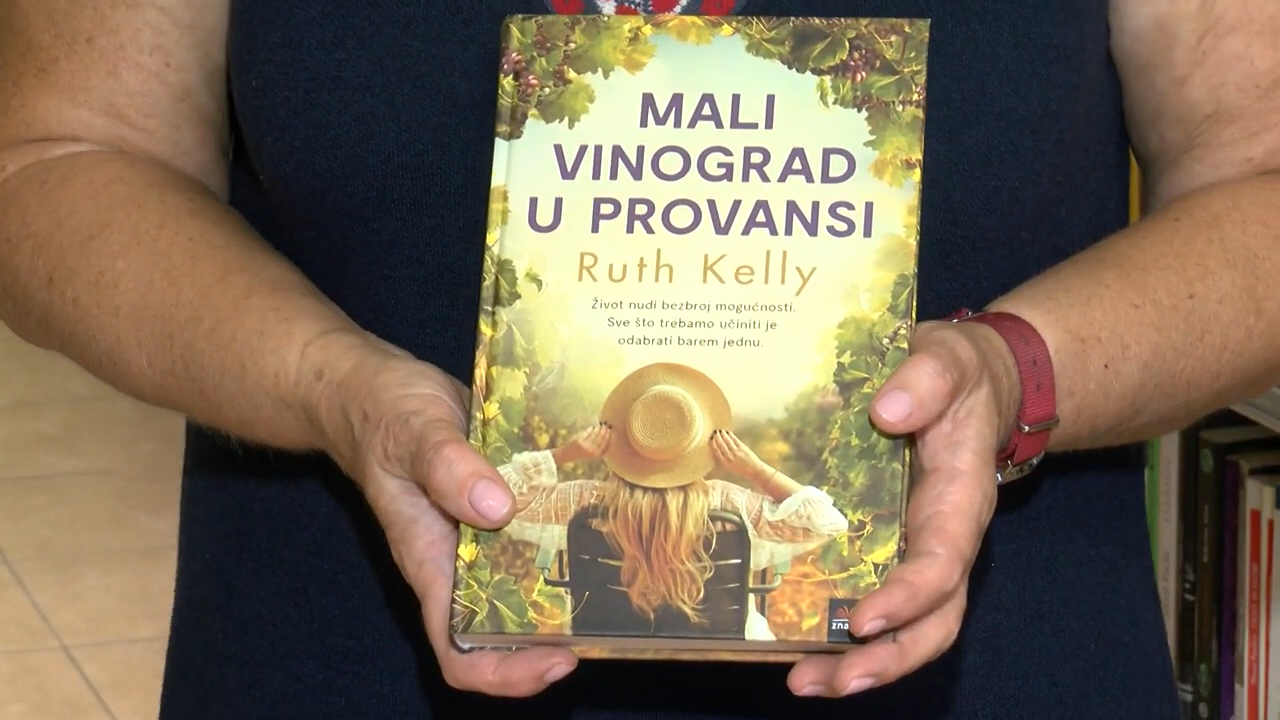 MALI
VINOGRAD
U PROVANSI
Ruth Kelly
Život nudi bezbroj mogućnosti.
Sve što trebamo učiniti je
odabrati barem jednu.